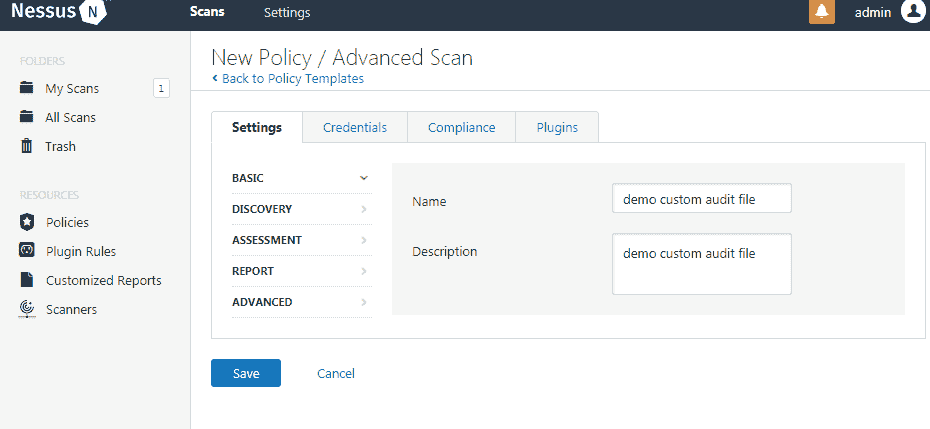 Nessus N Scans Settings admin
FOLDERS
My Scans 1
All Scans
Trash
RESOURCES
Policies
Plugin Rules
Customized Reports
Scanners
New Policy / Advanced Scan
Back to Policy Templates
Settings Credentials Compliance Plugins
BASIC
DISCOVERY
ASSESSMENT
REPORT
ADVANCED
Name demo custom audit file
Description demo custom audit file
Save Cancel